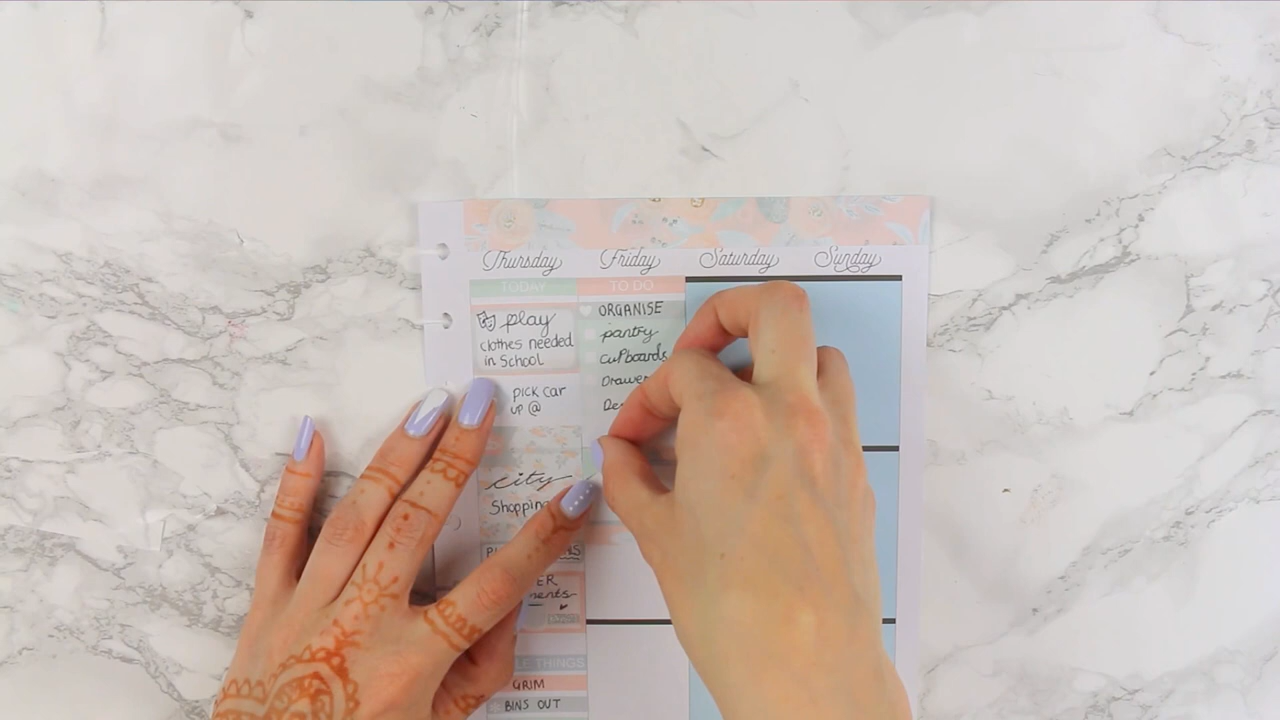 Thursday Friday Saturday Sunday
TODAY
play
clothes needed
in School
PICK CAR
UP @
city
Shopping
GRIM
BINS OUT
TO DO
ORGANISE
pantry
cupboards